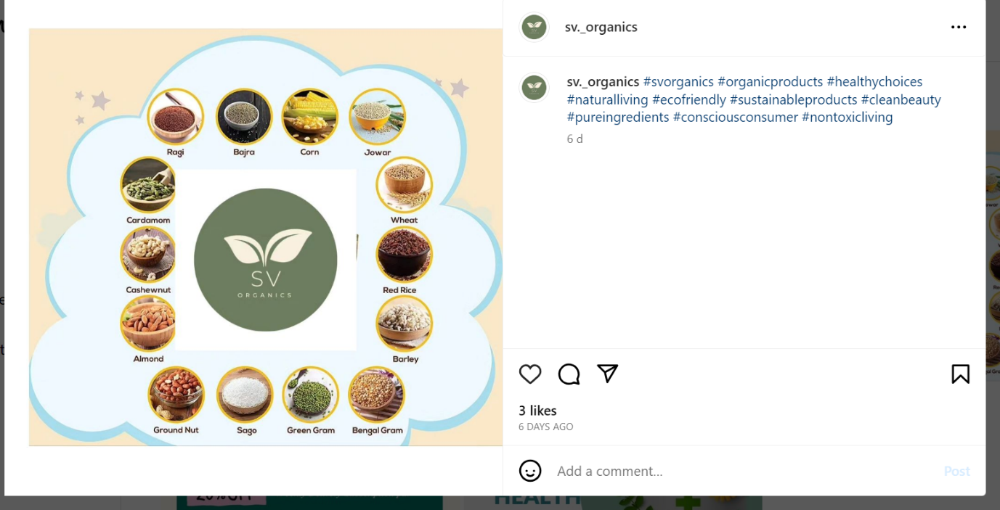 sv._organics
sv._organics #svorganics #organicproducts #healthychoices
#naturalliving #ecofriendly #sustainableproducts #cleanbeauty
#pureingredients #consciousconsumer #nontoxicliving
6 d
Ragi
Bajra
Corn
Jowar
Cardamom
Wheat
Cashewnut
Red Rice
SV
ORGANICS
Almond
Barley
Ground Nut
Sago
Green Gram
Bengal Gram
3 likes
6 DAYS AGO
Add a comment...
Post
HEALTH